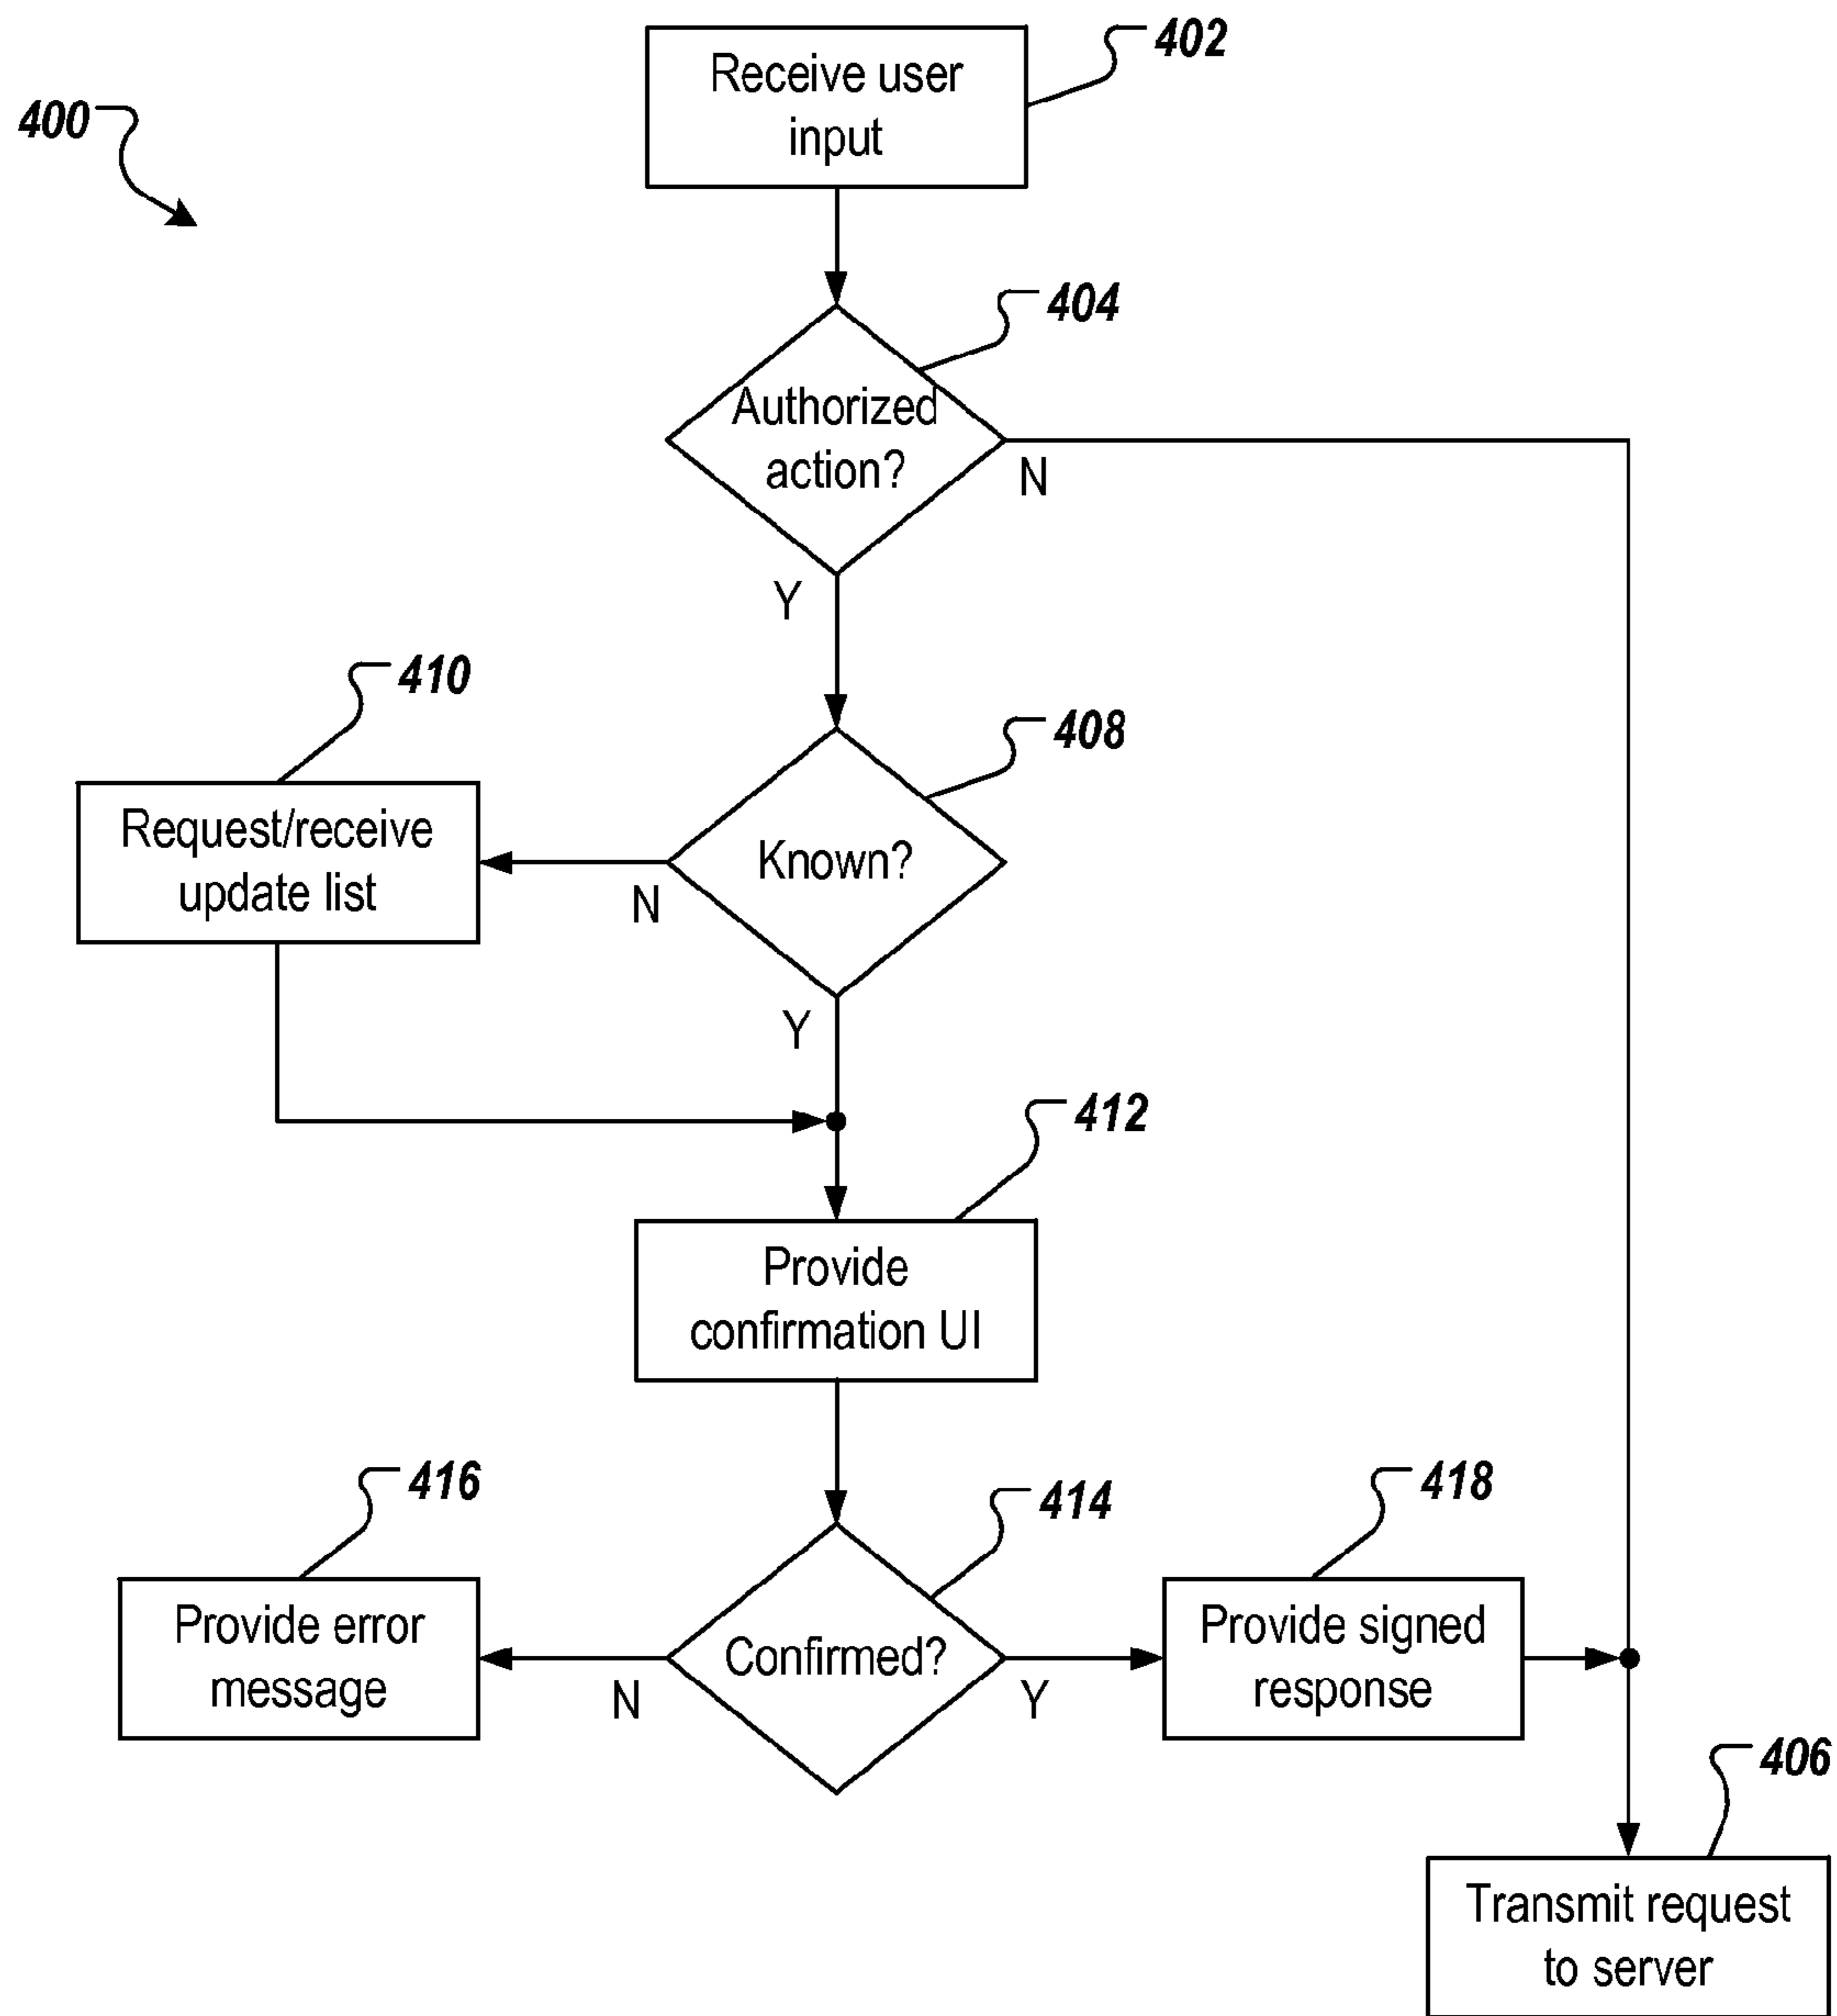 402
Receive user
input
400
404
Authorized
action?
N
Y
410
408
Request/receive
update list
Known?
N
Y
412
Provide
confirmation UI
416
414
418
Provide error
message
Confirmed?
Provide signed
response
N
Y
406
Transmit request
to server